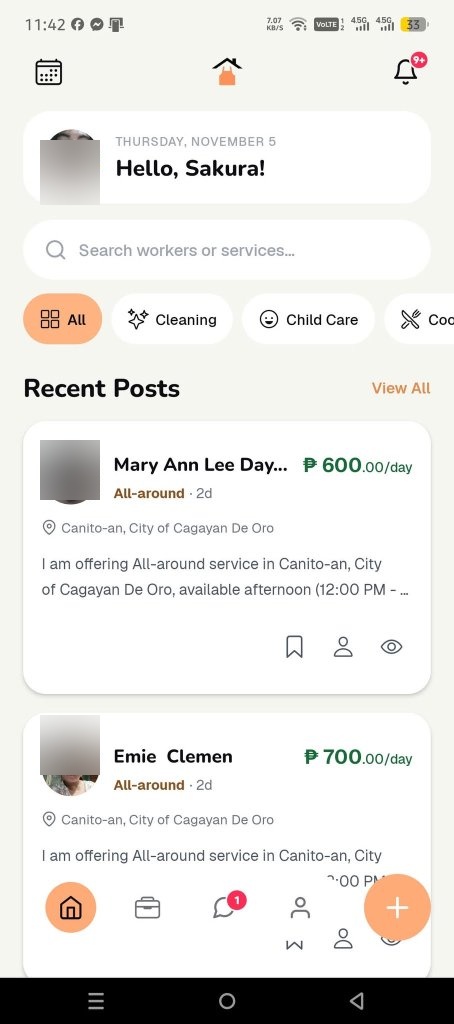 11:42
7.07 KB/S VoLTE 1 2 4.5G 4.5G 33
9+
THURSDAY, NOVEMBER 5
Hello, Sakura!
Search workers or services...
All Cleaning Child Care Coo
Recent Posts View All
Mary Ann Lee Day... ₱ 600.00/day
All-around · 2d
Canito-an, City of Cagayan De Oro
I am offering All-around service in Canito-an, City
of Cagayan De Oro, available afternoon (12:00 PM - ...
Emie Clemen ₱ 700.00/day
All-around · 2d
Canito-an, City of Cagayan De Oro
I am offering All-around service in Canito-an, City
:00 PM
1